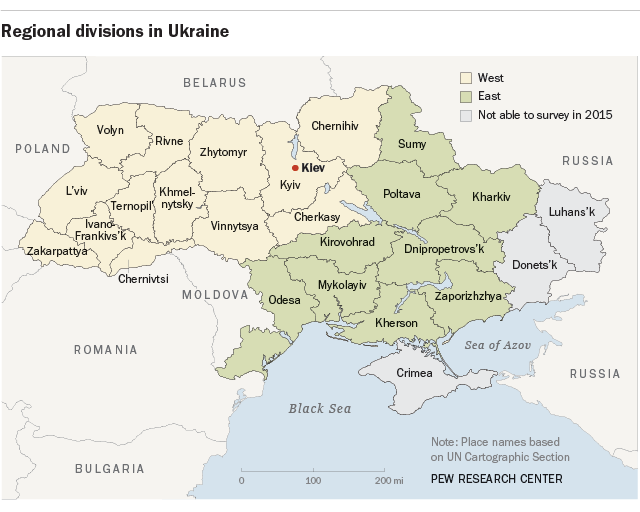 Regional divisions in Ukraine
BELARUS
West
East
Not able to survey in 2015
Volyn
Rivne
Chernihiv
Sumy
POLAND
Zhytomyr
RUSSIA
Kiev
Kyiv
L'viv
Khmel-
nytsky
Ternopil'
Poltava
Kharkiv
Luhans'k
Cherkasy
Ivano-
Frankivs'k
Vinnytsya
Zakarpattya
Kirovohrad
Dnipropetrovs'k
Donets'k
Chernivtsi
MOLDOVA
Odesa
Mykolayiv
Zaporizhzhya
Kherson
ROMANIA
Sea of Azov
Crimea
RUSSIA
Black Sea
Note: Place names based
on UN Cartographic Section
BULGARIA
0 100 200 mi
PEW RESEARCH CENTER